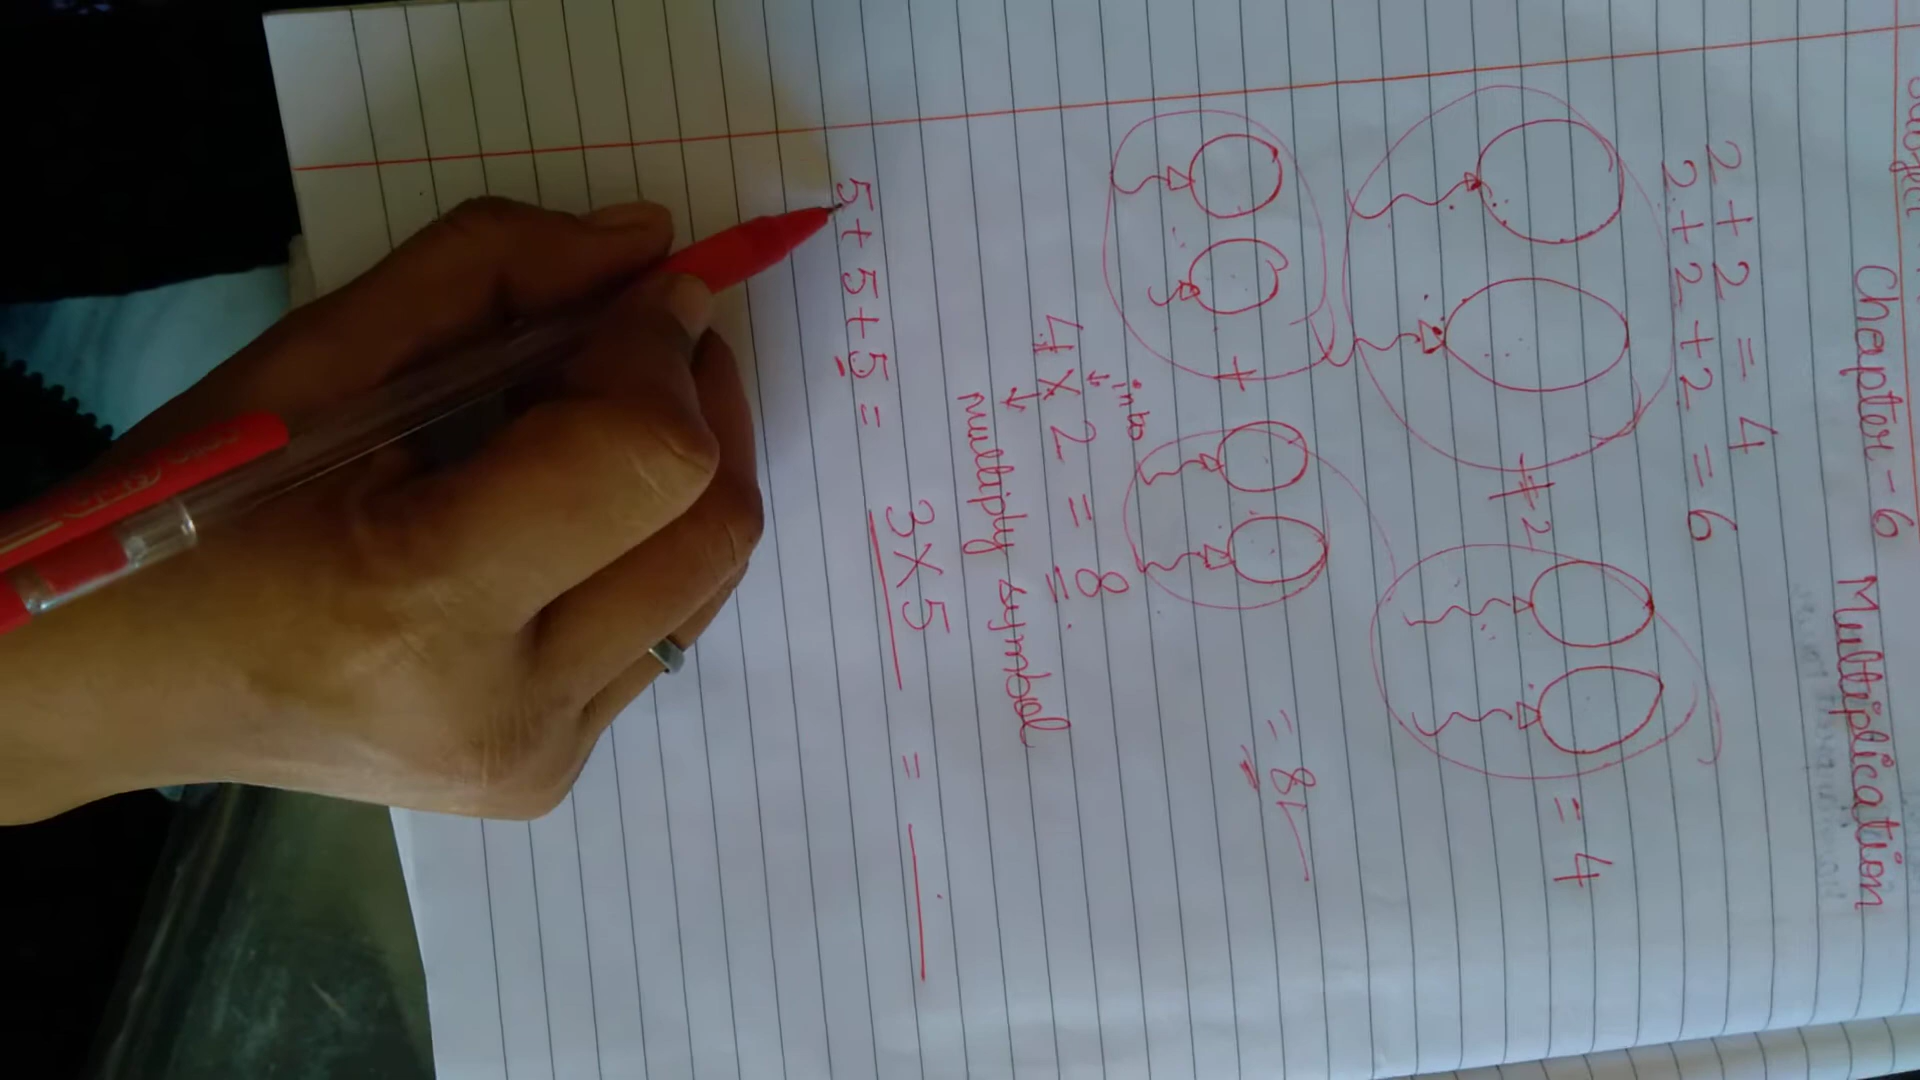 Chapter-6 Multiplication
2+2 = 4
2+2+2 = 6
+2 = 4
+ = 8
into
4 × 2 = 8
multiply symbol
5+5+5 = 3×5 =